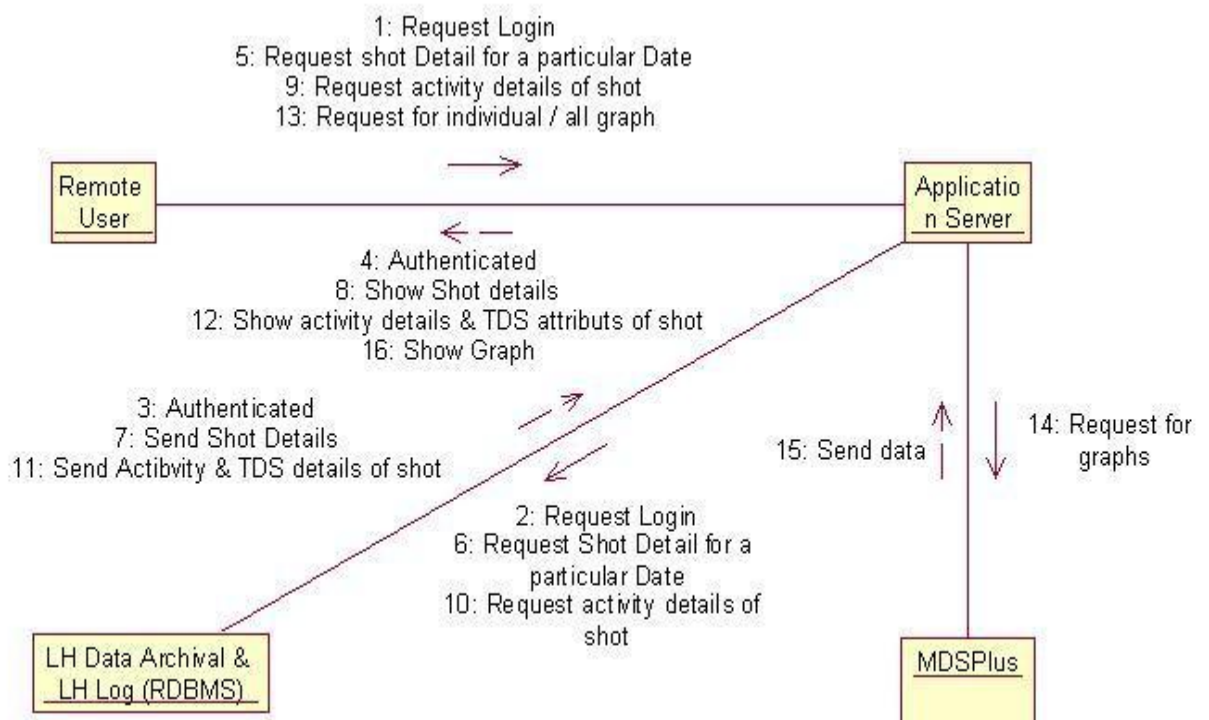 1: Request Login
5: Request shot Detail for a particular Date
9: Request activity details of shot
13: Request for individual / all graph
Remote
User
Applicatio
n Server
4: Authenticated
8: Show Shot details
12: Show activity details & TDS attributs of shot
16: Show Graph
3: Authenticated
7: Send Shot Details
11: Send Actibvity & TDS details of shot
15: Send data
14: Request for
graphs
2: Request Login
6: Request Shot Detail for a
particular Date
10: Request activity details of
shot
LH Data Archival &
LH Log (RDBMS)
MDSPlus